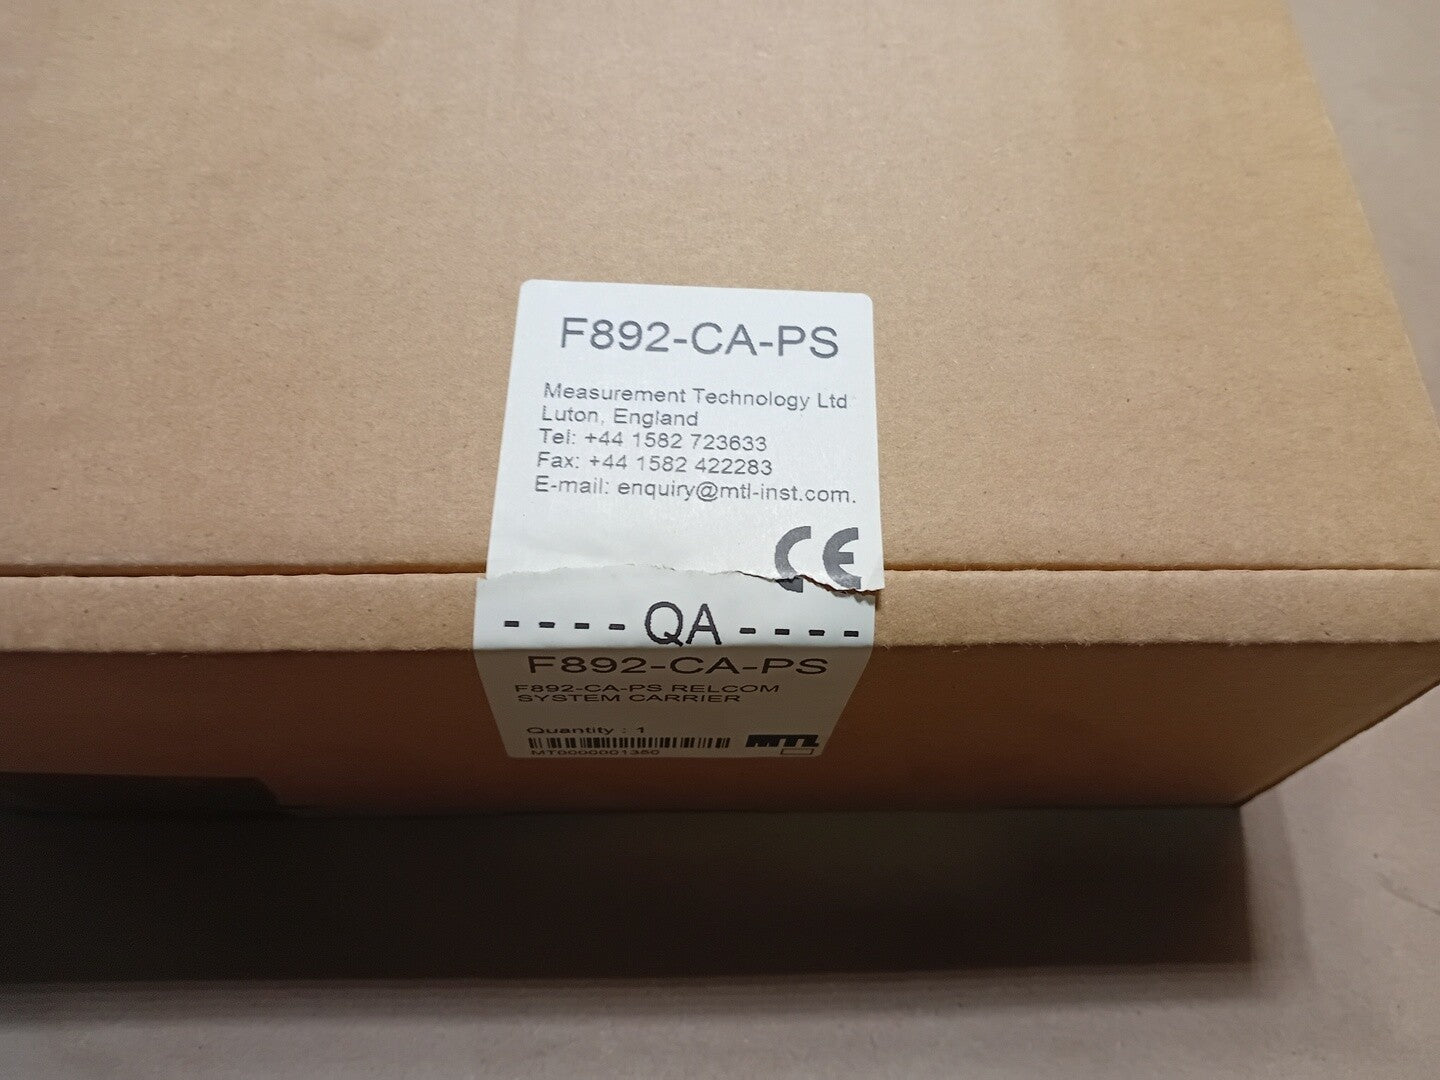 F892-CA-PS
Measurement Technology Ltd
Luton, England
Tel: +44 1582 723633
Fax: +44 1582 422283
E-mail: enquiry@mtl-inst.com.
CE
---- QA ----
F892-CA-PS
F892-CA-PS RELCOM
SYSTEM CARRIER
Quantity : 1
MTL
MT0000001350